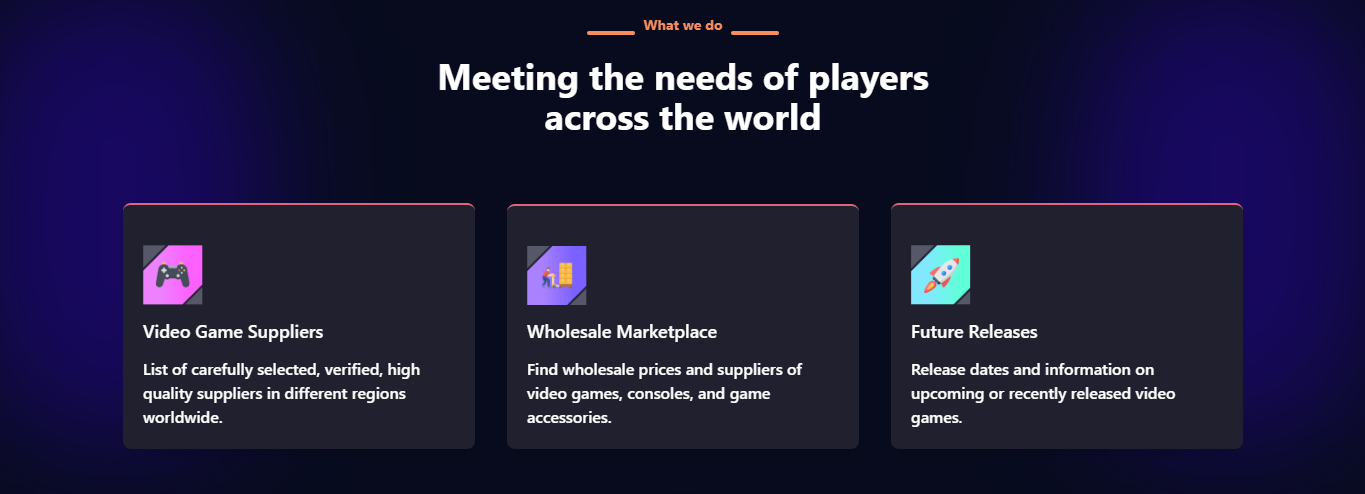 What we do
Meeting the needs of players
across the world
Video Game Suppliers
List of carefully selected, verified, high
quality suppliers in different regions
worldwide.
Wholesale Marketplace
Find wholesale prices and suppliers of
video games, consoles, and game
accessories.
Future Releases
Release dates and information on
upcoming or recently released video
games.